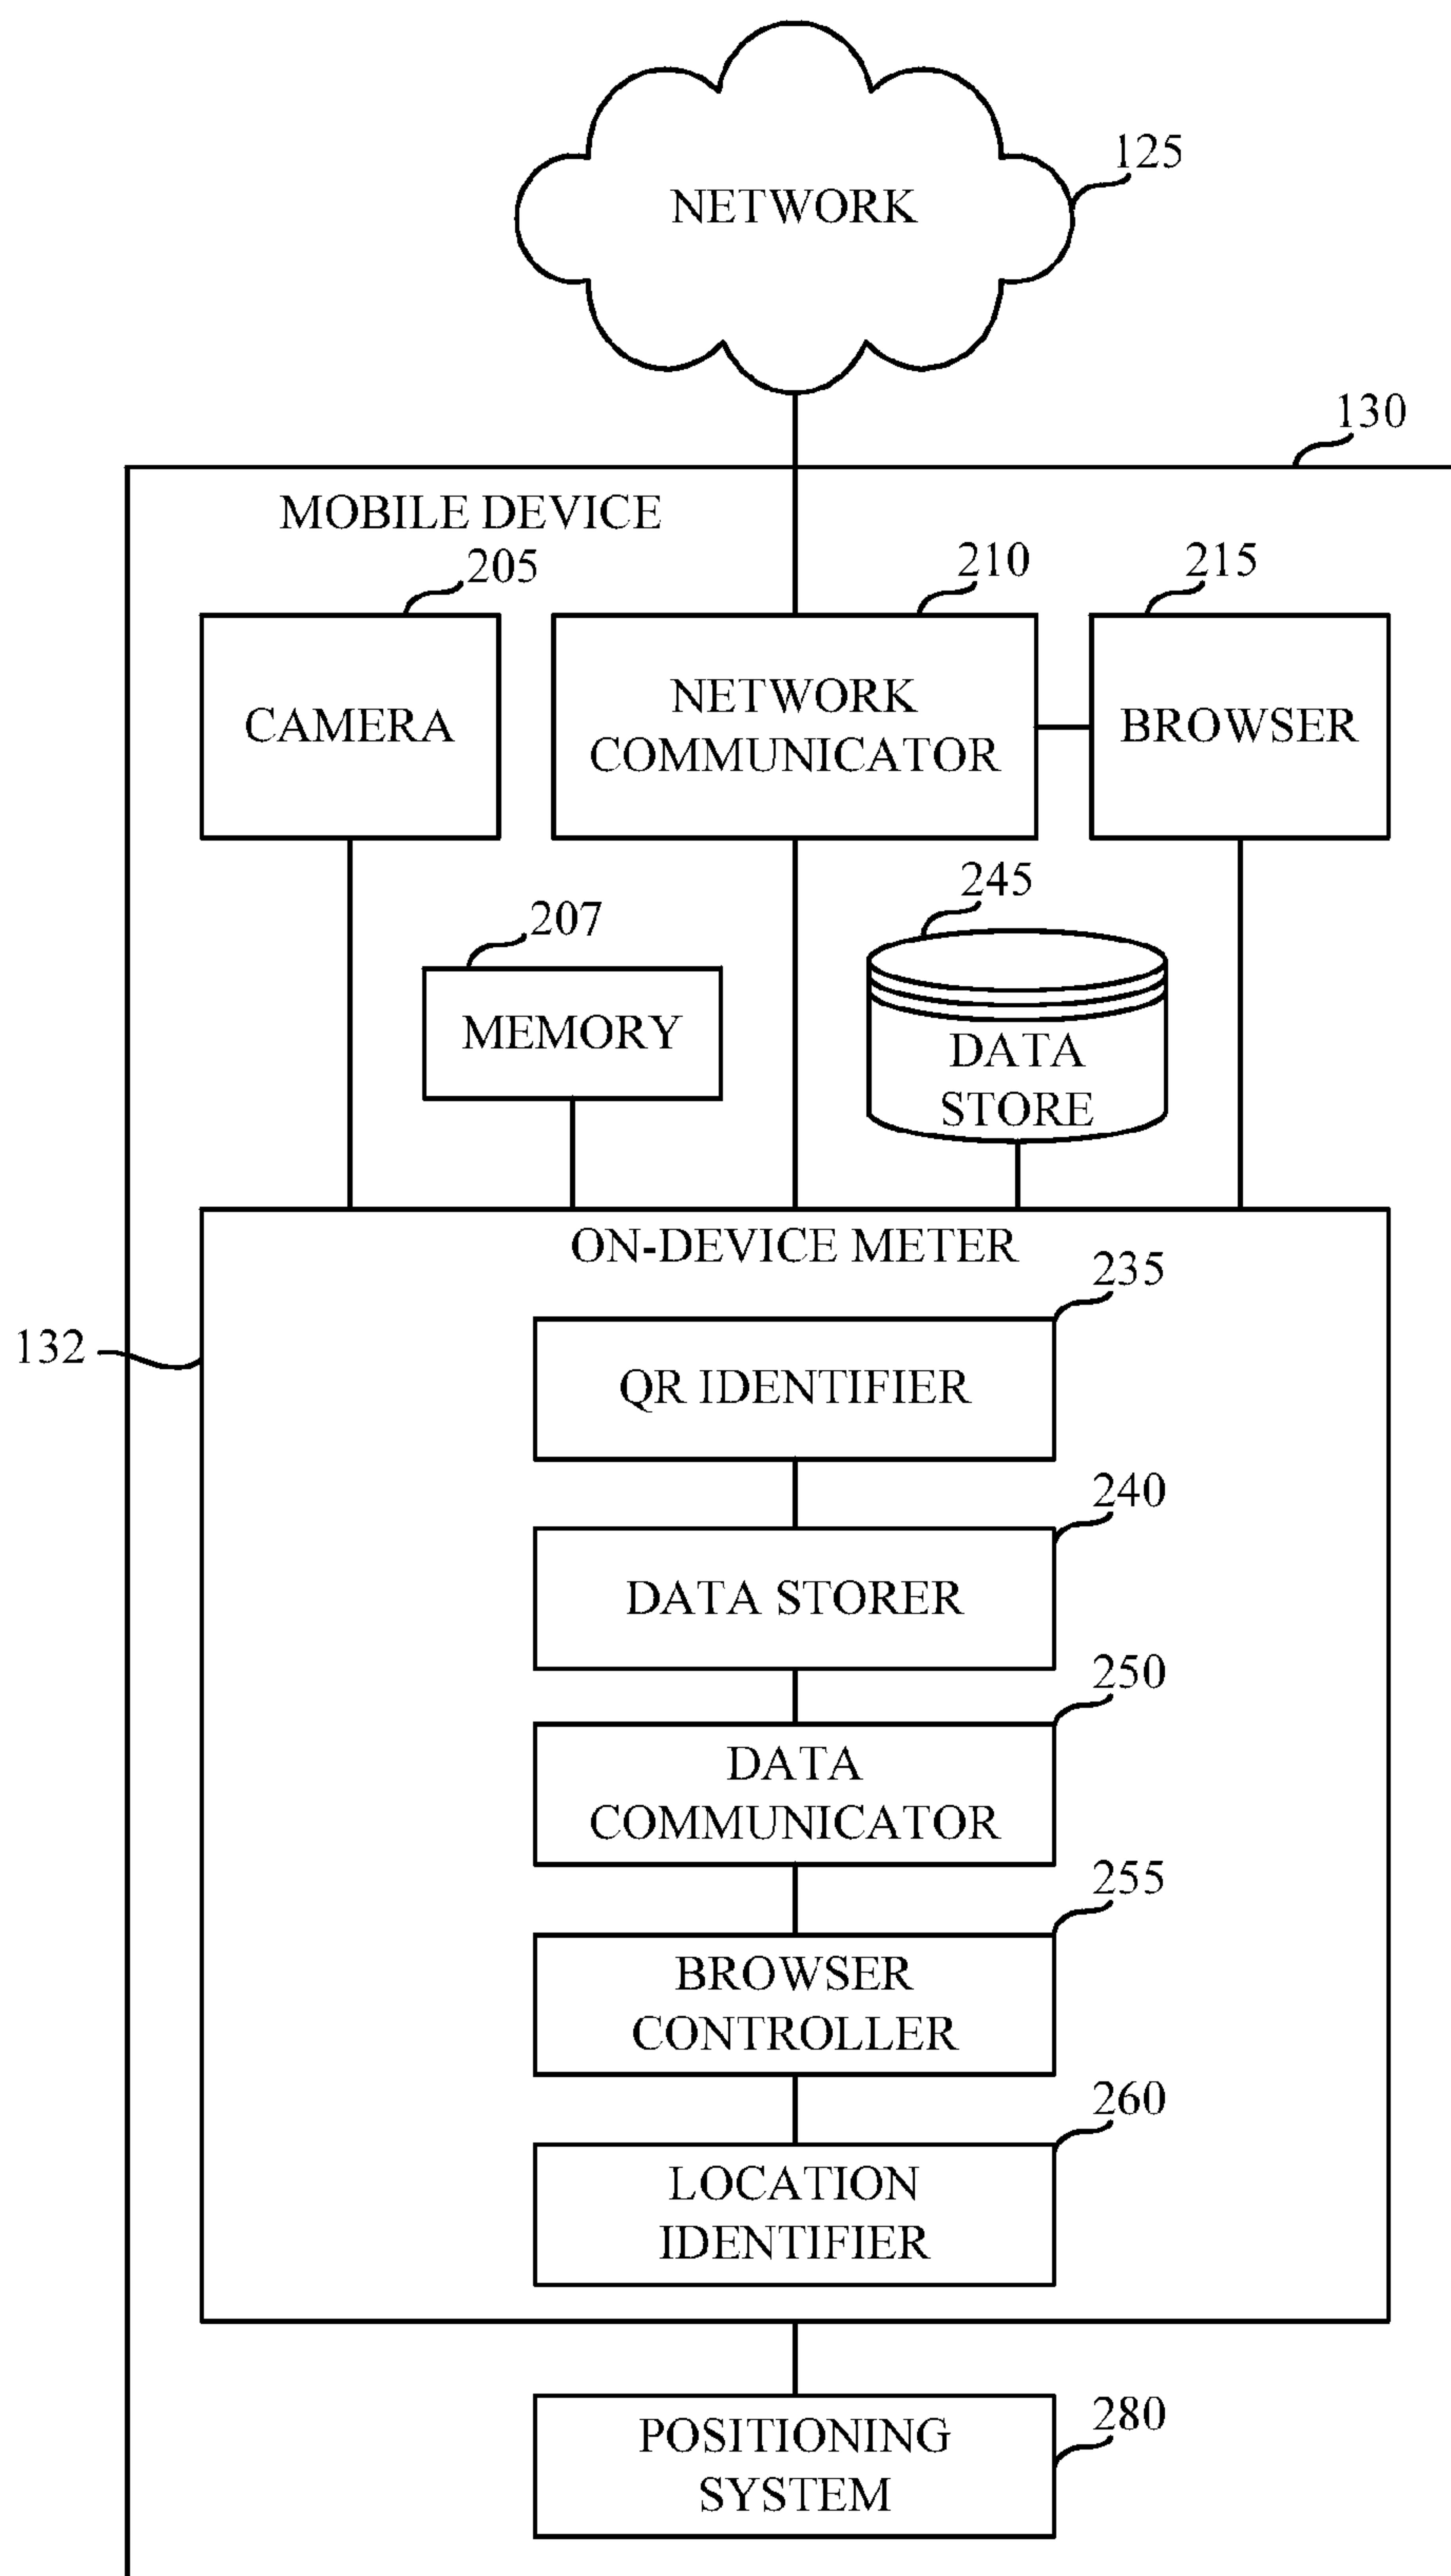 NETWORK
125
130
MOBILE DEVICE
205
210
215
CAMERA
NETWORK
COMMUNICATOR
BROWSER
207
245
MEMORY
DATA
STORE
ON-DEVICE METER
132
235
QR IDENTIFIER
240
DATA STORER
250
DATA
COMMUNICATOR
255
BROWSER
CONTROLLER
260
LOCATION
IDENTIFIER
280
POSITIONING
SYSTEM